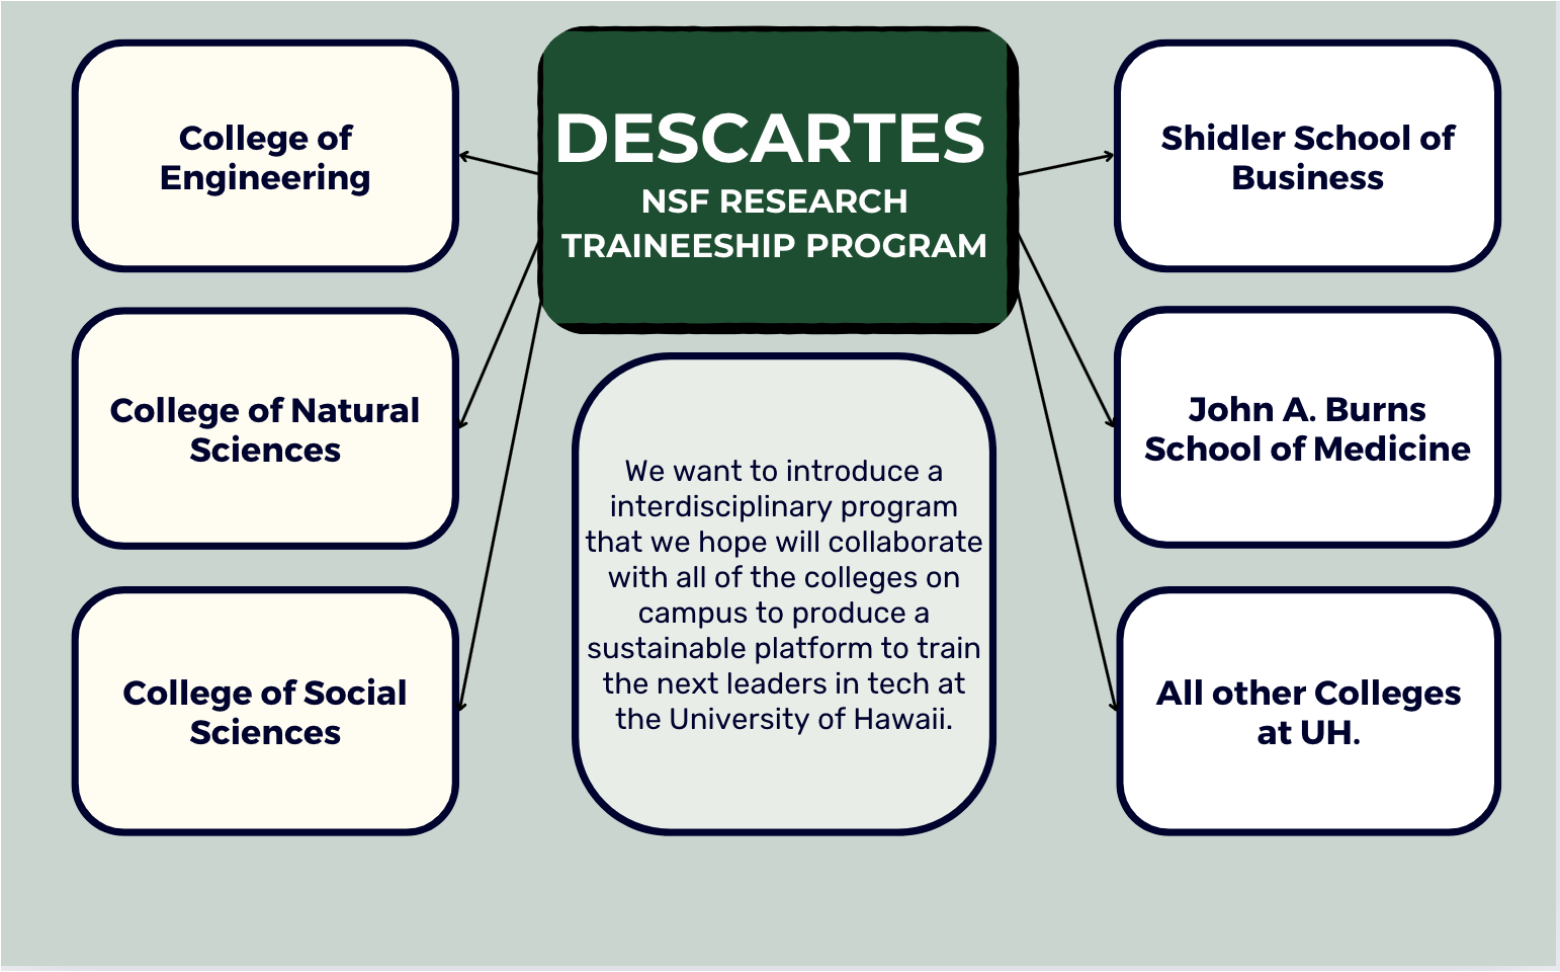 DESCARTES
NSF RESEARCH
TRAINEESHIP PROGRAM
College of
Engineering
College of Natural
Sciences
College of Social
Sciences
We want to introduce a
interdisciplinary program
that we hope will collaborate
with all of the colleges on
campus to produce a
sustainable platform to train
the next leaders in tech at
the University of Hawaii.
Shidler School of
Business
John A. Burns
School of Medicine
All other Colleges
at UH.